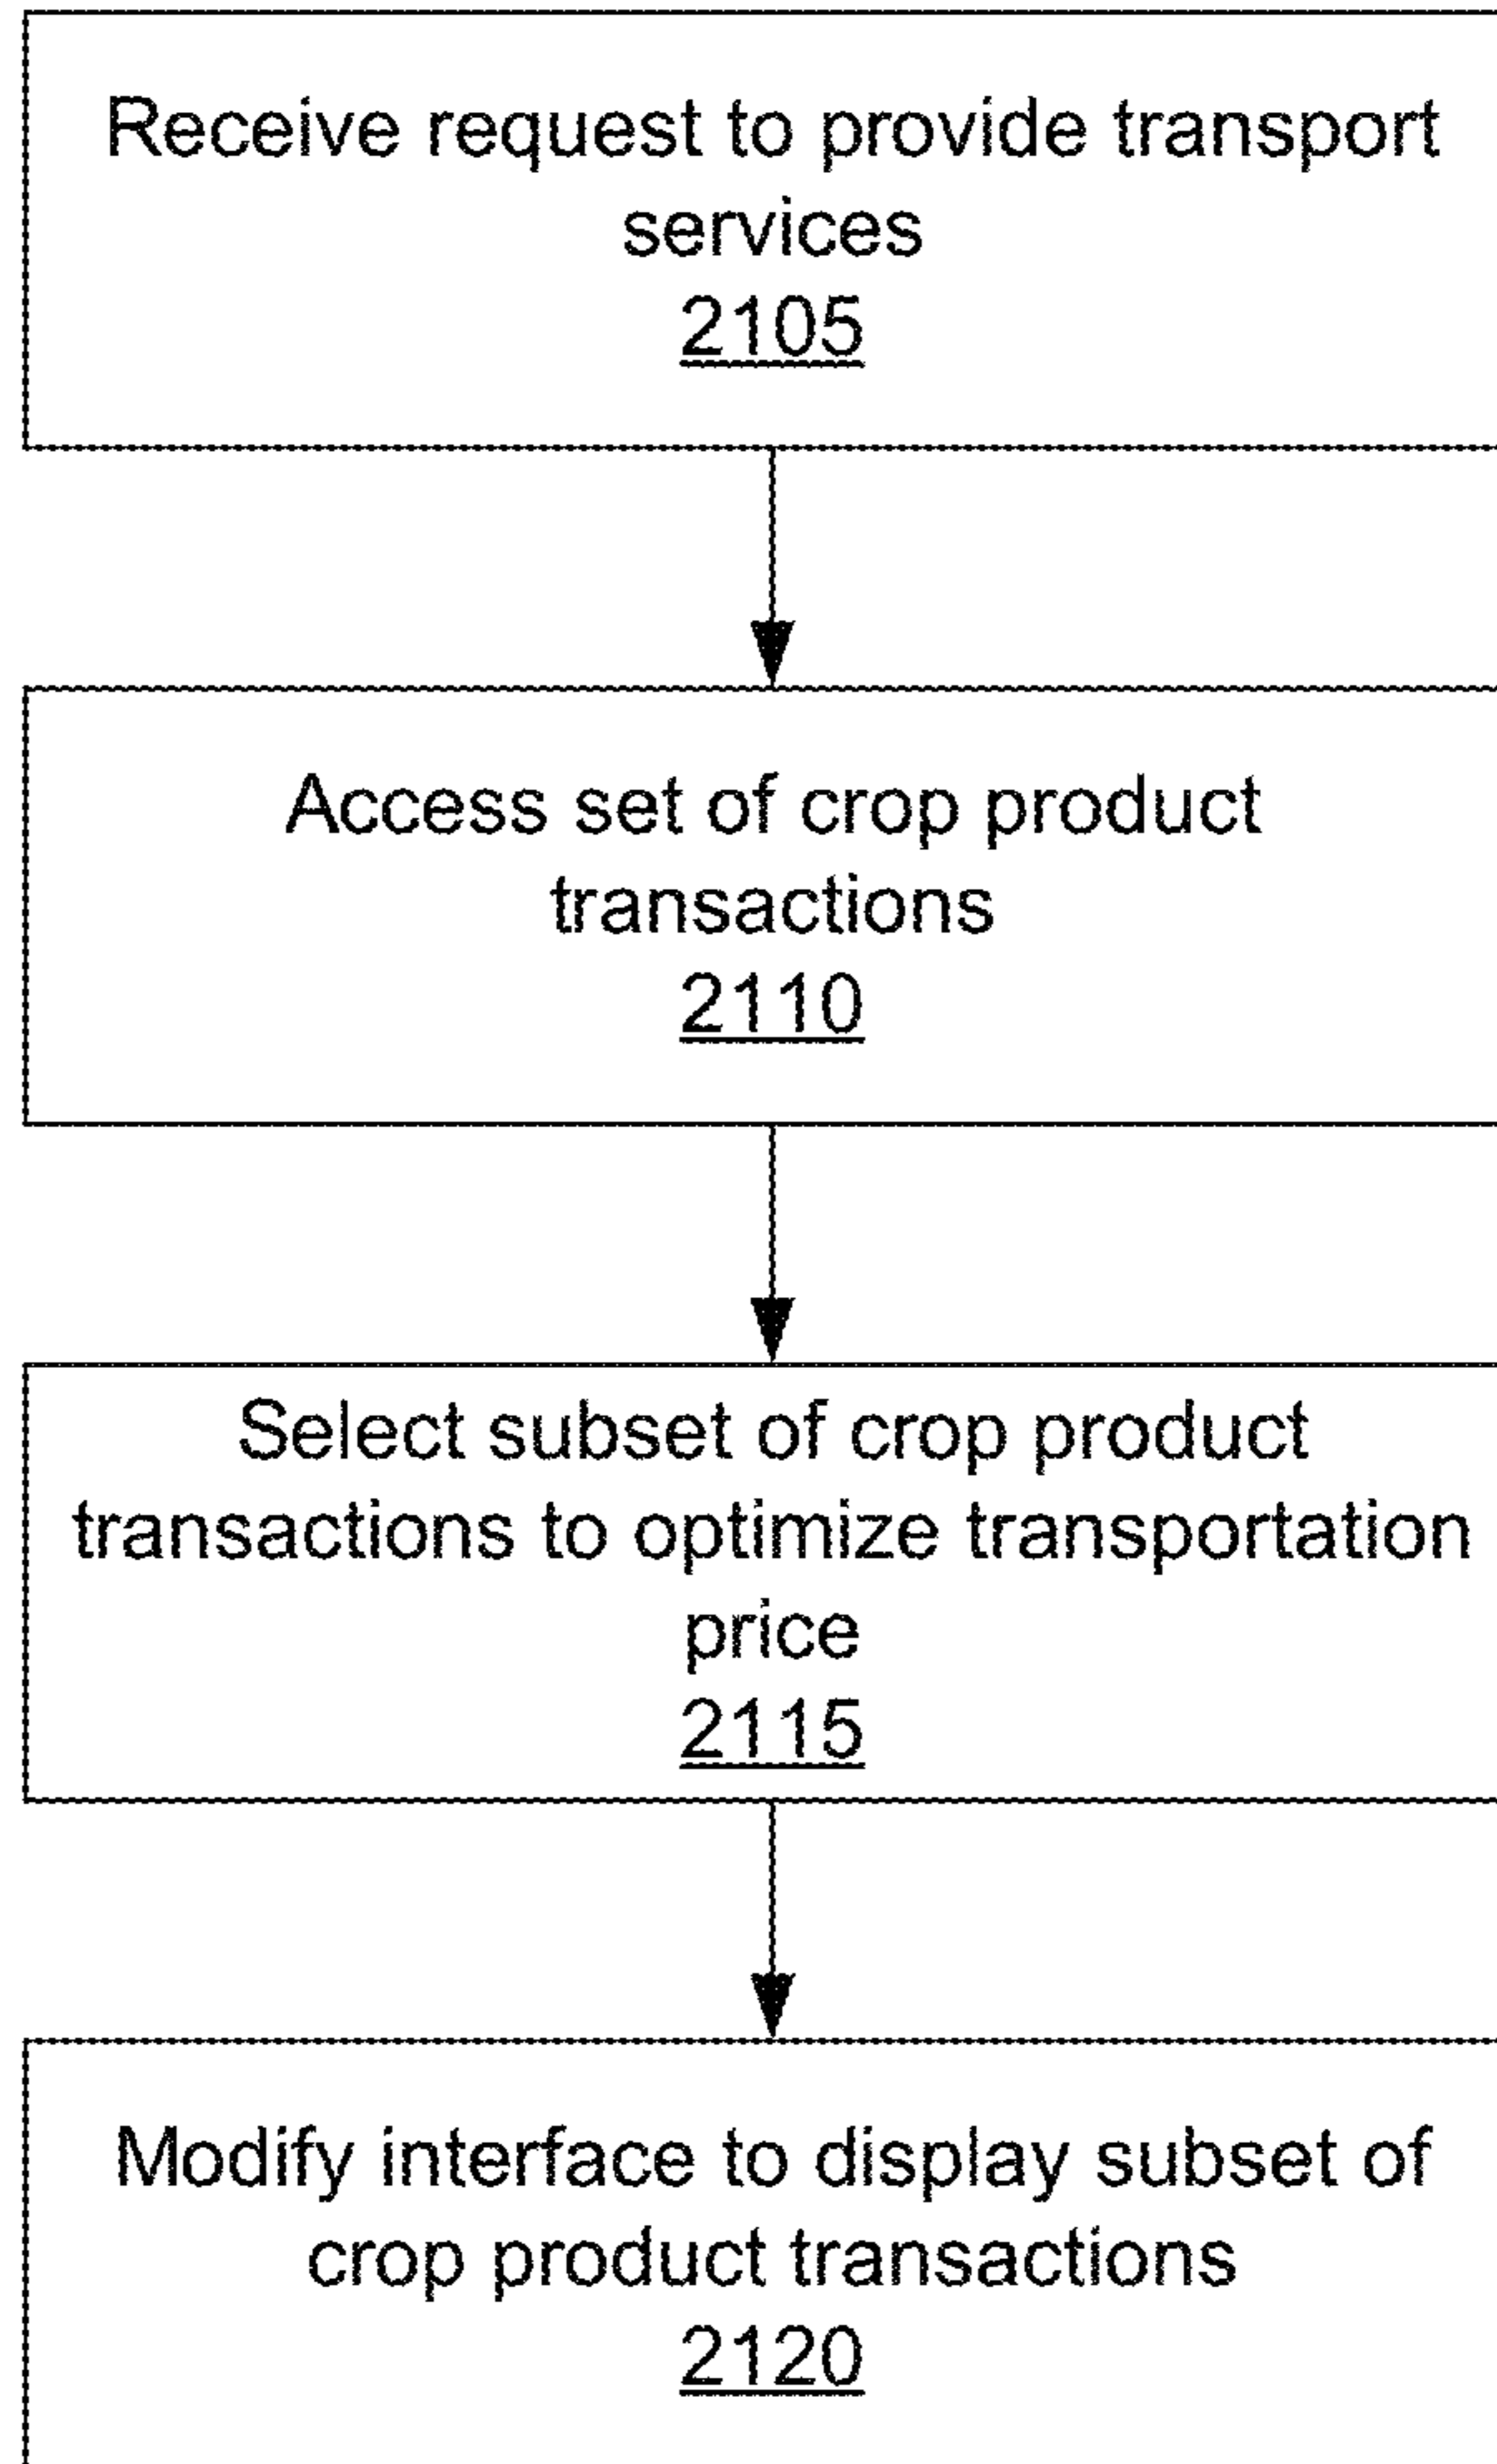 Receive request to provide transport
services
2105
Access set of crop product
transactions
2110
Select subset of crop product
transactions to optimize transportation
price
2115
Modify interface to display subset of
crop product transactions
2120